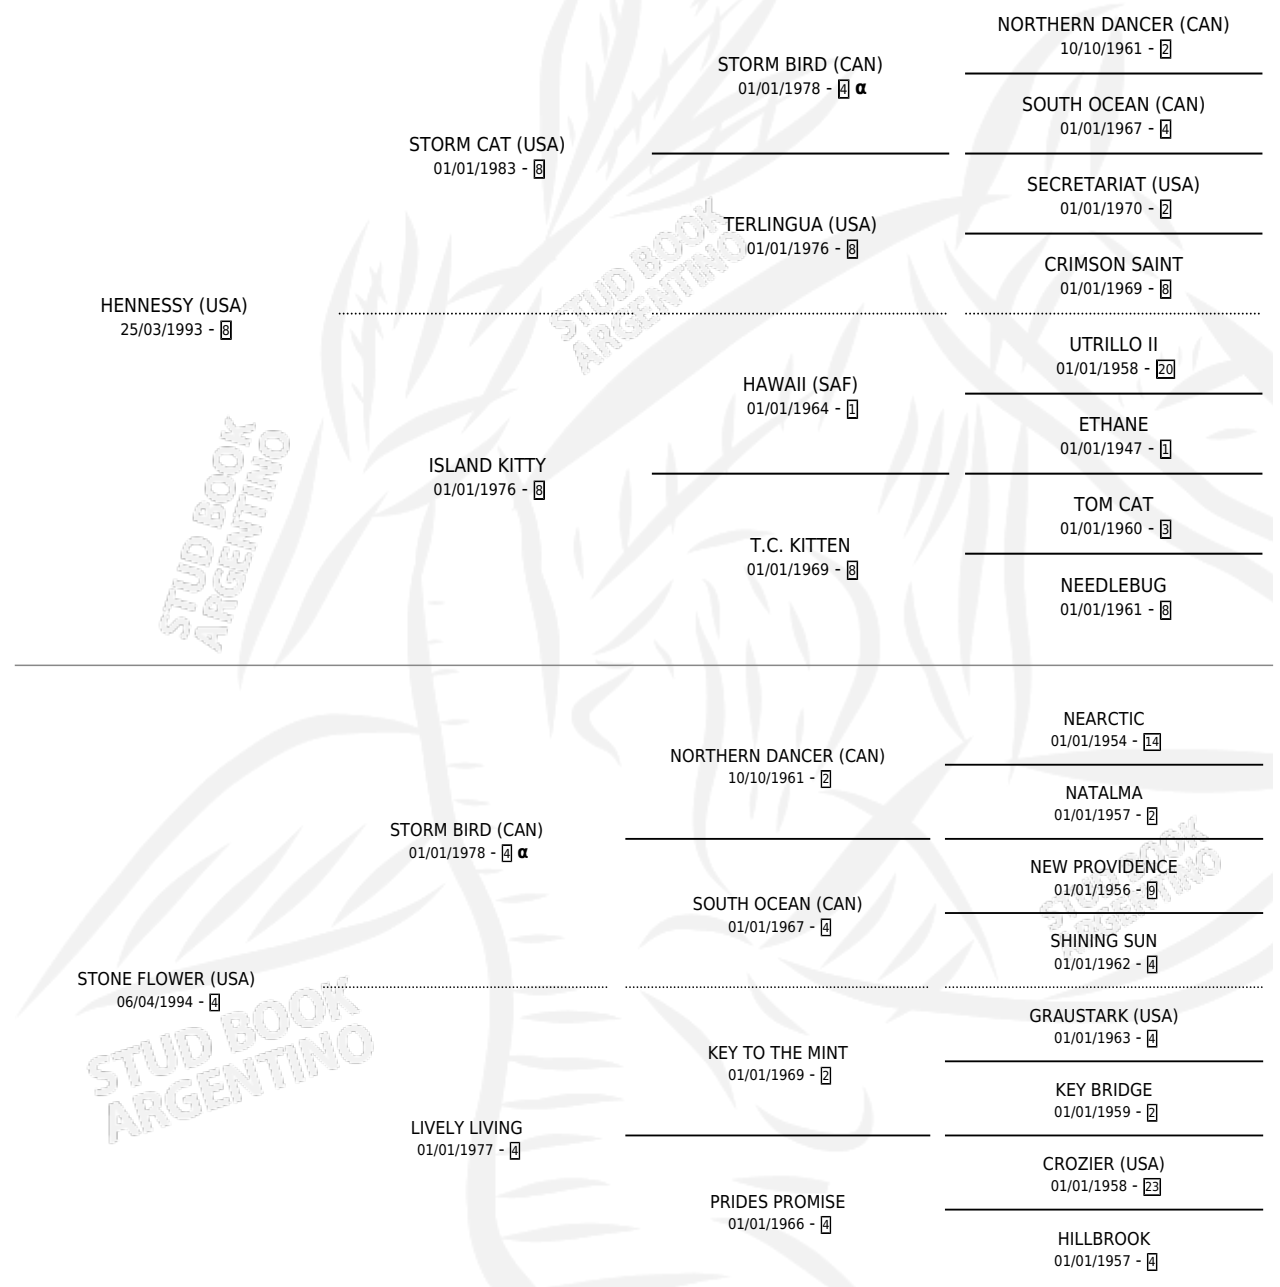 NORTHERN DANCER (CAN)
10/10/1961 - 2
STORM BIRD (CAN)
01/01/1978 - 4 α
SOUTH OCEAN (CAN)
01/01/1967 - 4
STORM CAT (USA)
01/01/1983 - 8
SECRETARIAT (USA)
01/01/1970 - 2
TERLINGUA (USA)
01/01/1976 - 8
CRIMSON SAINT
01/01/1969 - 8
HENNESSY (USA)
25/03/1993 - 8
UTRILLO II
01/01/1958 - 20
HAWAII (SAF)
01/01/1964 - 1
ETHANE
01/01/1947 - 1
ISLAND KITTY
01/01/1976 - 8
TOM CAT
01/01/1960 - 3
T.C. KITTEN
01/01/1969 - 8
NEEDLEBUG
01/01/1961 - 8
STUD BOOK
ARGENTINO
STUD BOOK
ARGENTINO
NEARCTIC
01/01/1954 - 14
NORTHERN DANCER (CAN)
10/10/1961 - 2
NATALMA
01/01/1957 - 2
STORM BIRD (CAN)
01/01/1978 - 4 α
NEW PROVIDENCE
01/01/1956 - 9
SOUTH OCEAN (CAN)
01/01/1967 - 4
SHINING SUN
01/01/1962 - 4
STONE FLOWER (USA)
06/04/1994 - 4
GRAUSTARK (USA)
01/01/1963 - 4
KEY TO THE MINT
01/01/1969 - 2
KEY BRIDGE
01/01/1959 - 2
LIVELY LIVING
01/01/1977 - 4
CROZIER (USA)
01/01/1958 - 23
PRIDES PROMISE
01/01/1966 - 4
HILLBROOK
01/01/1957 - 4
STUD BOOK
ARGENTINO
STUD BOOK
ARGENTINO